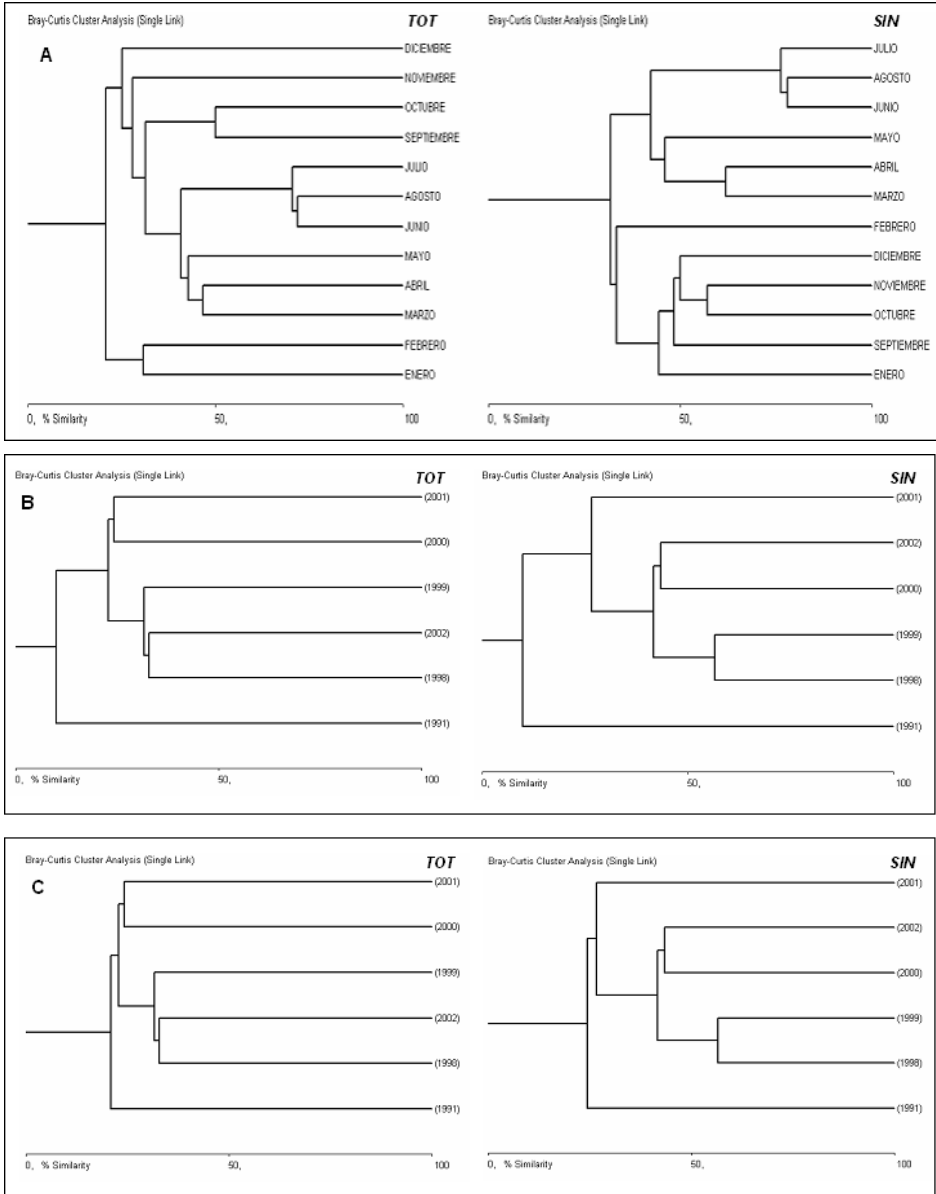 Bray-Curtis Cluster Analysis (Single Link)
TOT
A
DICIEMBRE
NOVIEMBRE
OCTUBRE
SEPTIEMBRE
JULIO
AGOSTO
JUNIO
MAYO
ABRIL
MARZO
FEBRERO
ENERO
0, % Similarity 50, 100
Bray-Curtis Cluster Analysis (Single Link)
SIN
JULIO
AGOSTO
JUNIO
MAYO
ABRIL
MARZO
FEBRERO
DICIEMBRE
NOVIEMBRE
OCTUBRE
SEPTIEMBRE
ENERO
0, % Similarity 50, 100
Bray-Curtis Cluster Analysis (Single Link)
TOT
B
(2001)
(2000)
(1999)
(2002)
(1998)
(1991)
0, % Similarity 50, 100
Bray-Curtis Cluster Analysis (Single Link)
SIN
(2001)
(2002)
(2000)
(1999)
(1998)
(1991)
0, % Similarity 50, 100
Bray-Curtis Cluster Analysis (Single Link)
TOT
C
(2001)
(2000)
(1999)
(2002)
(1998)
(1991)
0, % Similarity 50, 100
Bray-Curtis Cluster Analysis (Single Link)
SIN
(2001)
(2002)
(2000)
(1999)
(1998)
(1991)
0, % Similarity 50, 100